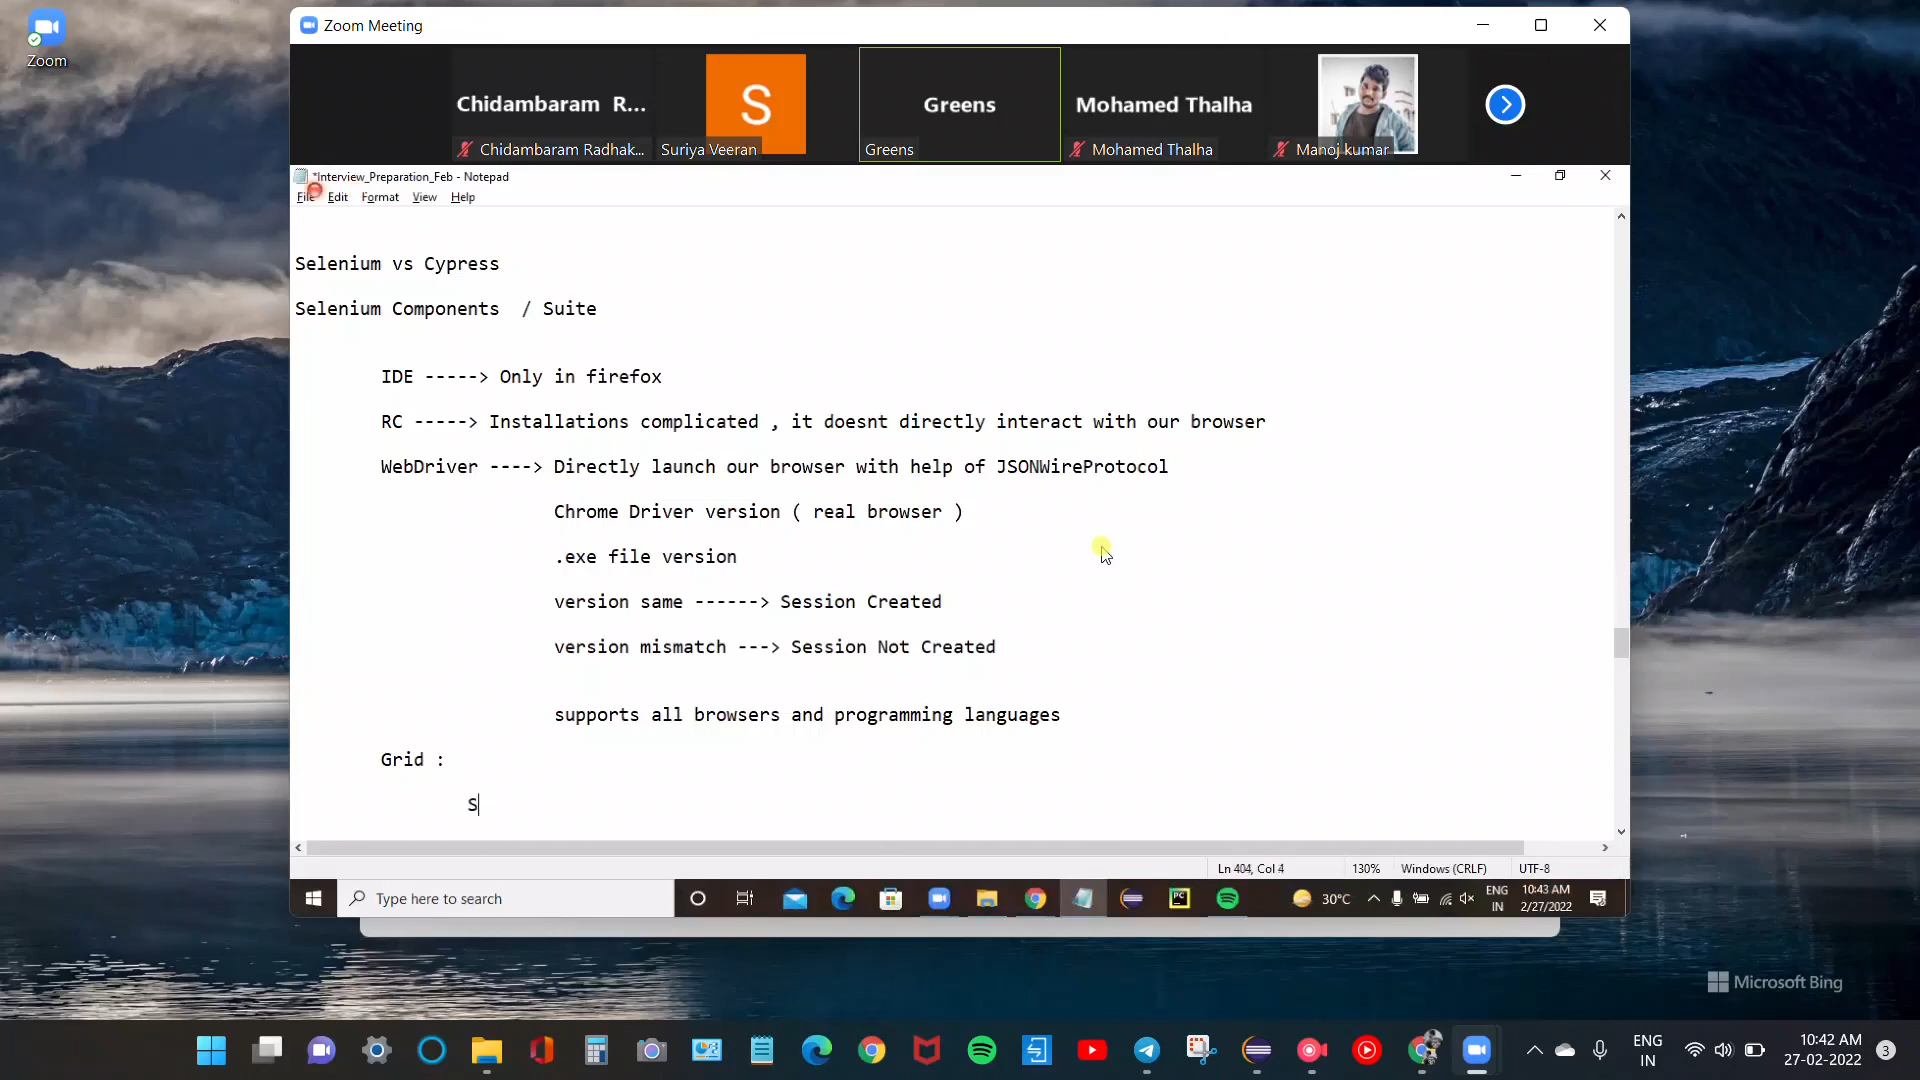 Zoom
Zoom Meeting
Chidambaram R...
S
Greens
Mohamed Thalha
Chidambaram Radhak...
Suriya Veeran
Greens
Mohamed Thalha
Manoj kumar
*Interview_Preparation_Feb - Notepad
File Edit Format View Help
Selenium vs Cypress
Selenium Components / Suite
IDE -----> Only in firefox
RC -----> Installations complicated , it doesnt directly interact with our browser
WebDriver ----> Directly launch our browser with help of JSONWireProtocol
Chrome Driver version ( real browser )
.exe file version
version same ------> Session Created
version mismatch ---> Session Not Created
supports all browsers and programming languages
Grid :
S
Ln 404, Col 4 130% Windows (CRLF) UTF-8
Type here to search
PC
30°C
ENG
IN
10:43 AM
2/27/2022
Microsoft Bing
ENG
IN
10:42 AM
27-02-2022
3